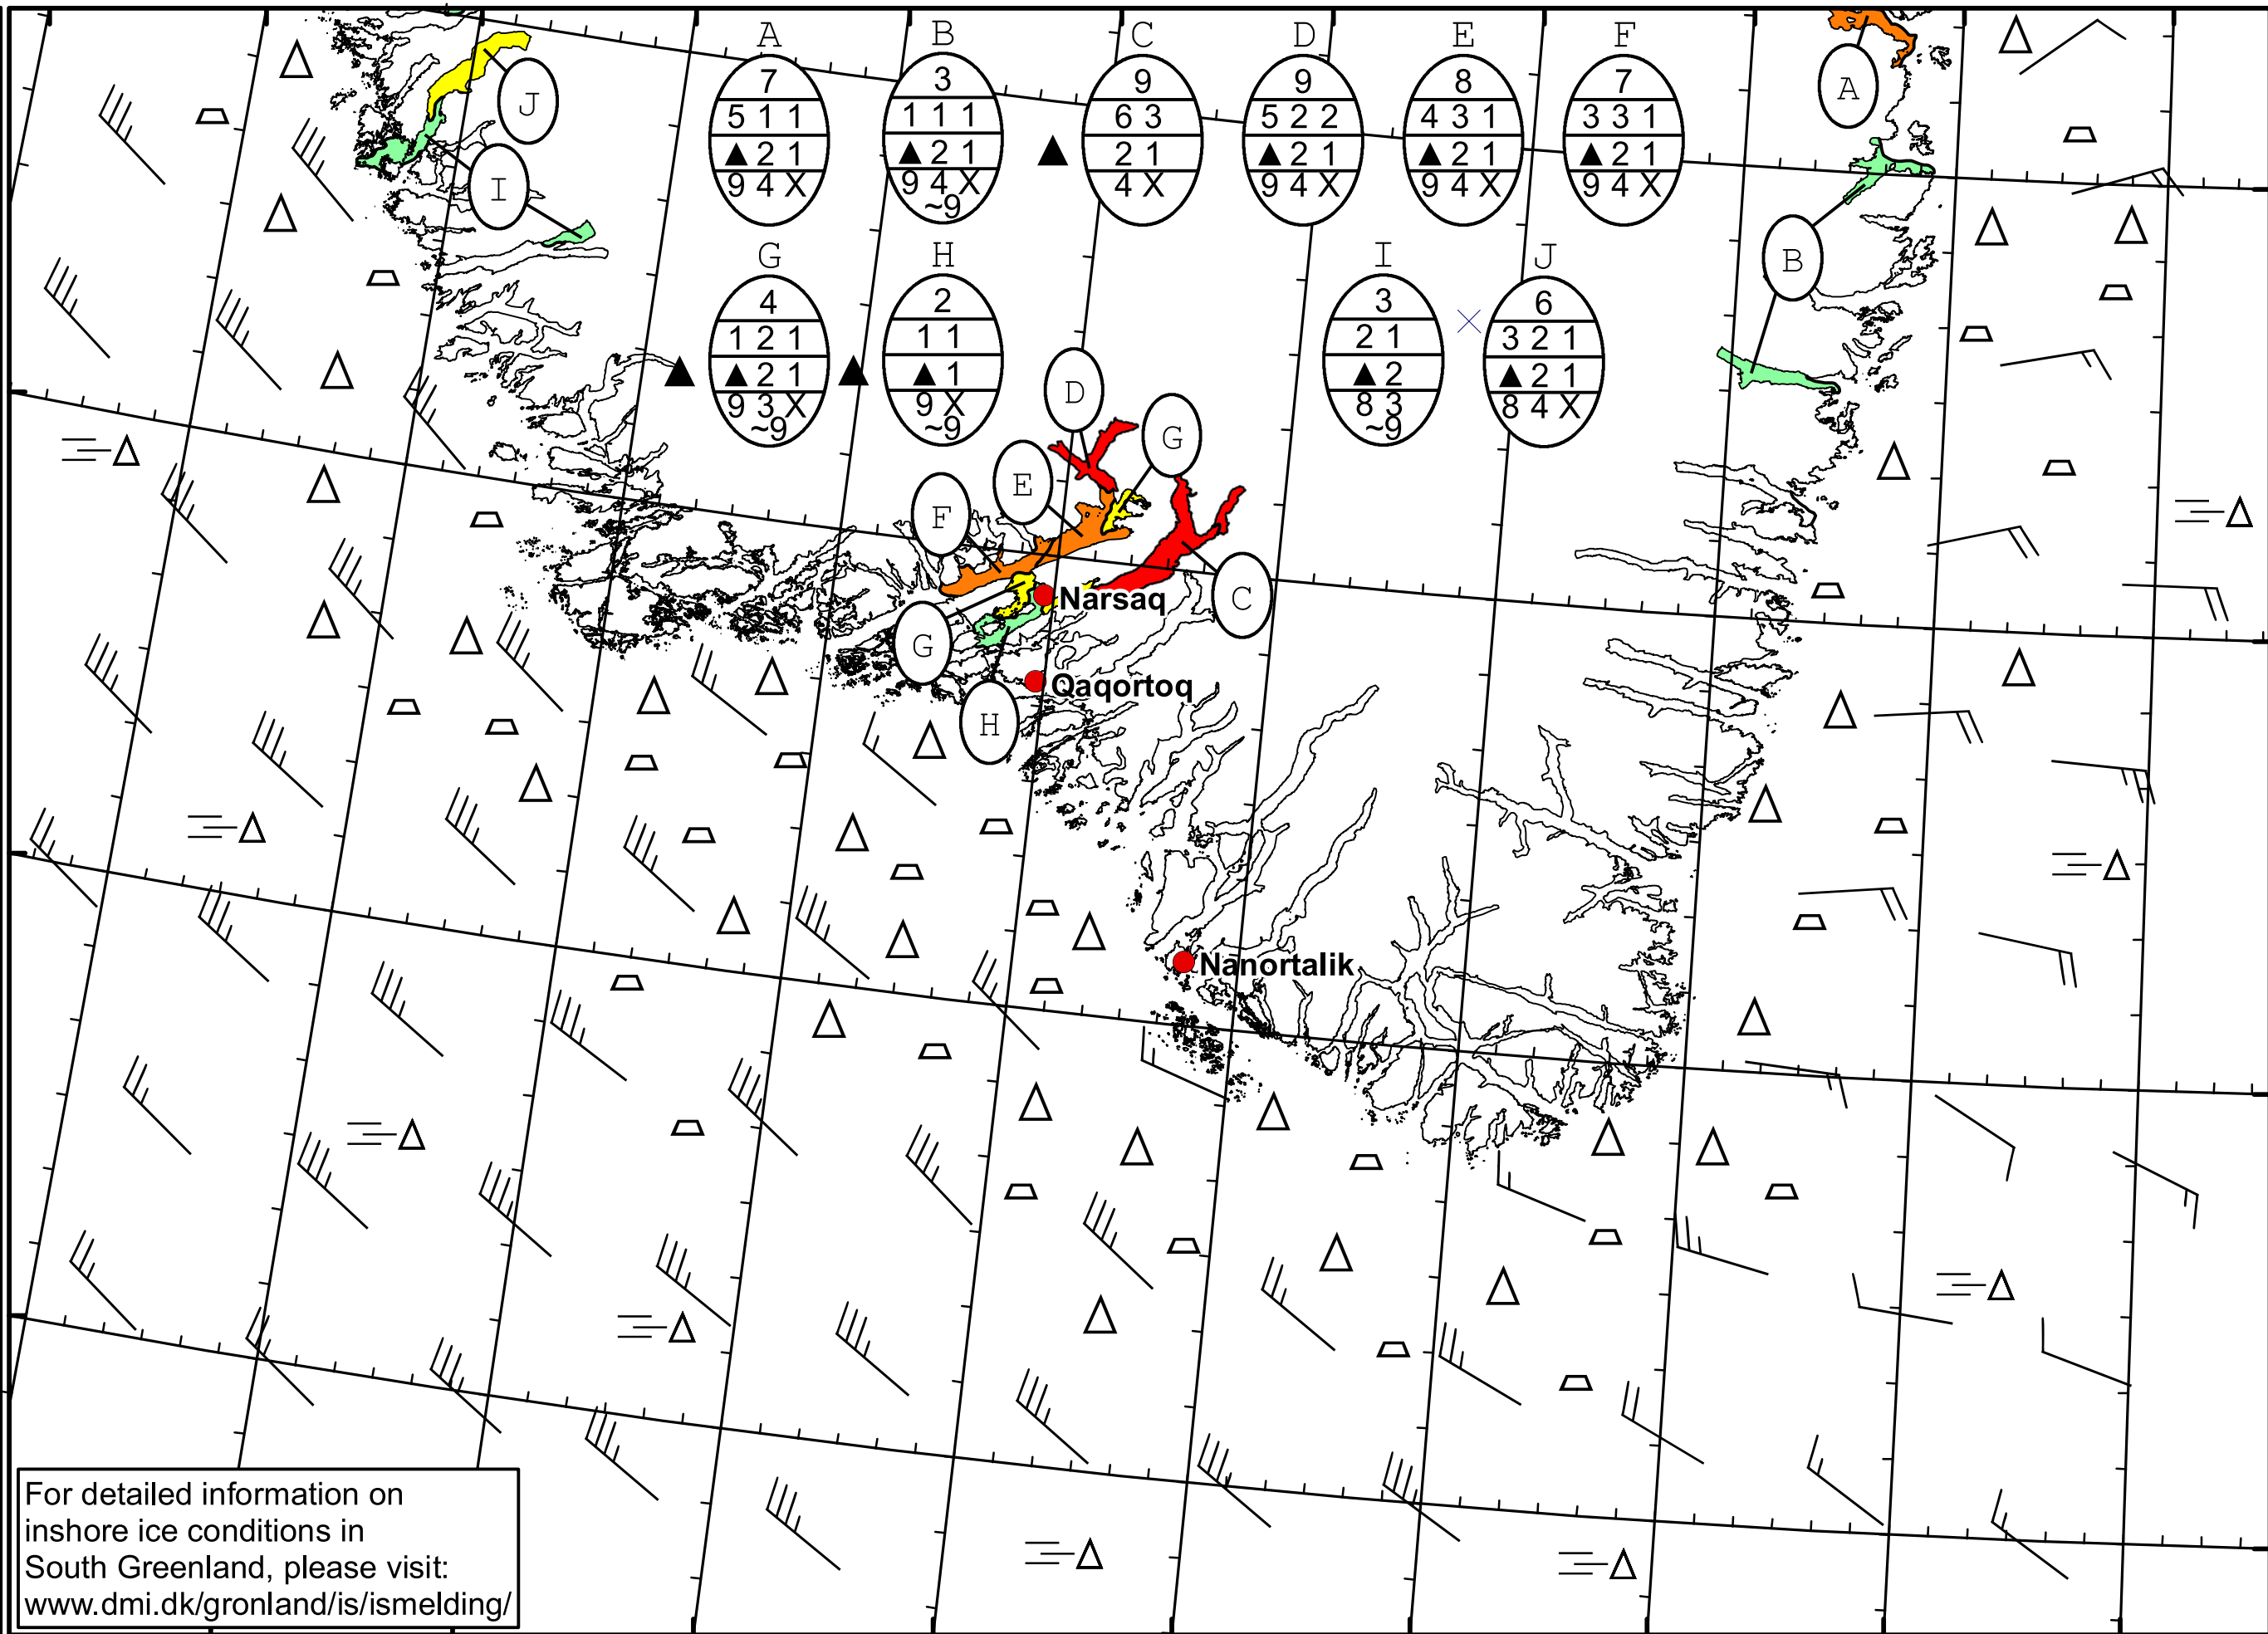 A B C D E F
7 3 9 9 8 7
5 1 1 1 1 1 6 3 5 2 2 4 3 1 3 3 1
▲ 2 1 ▲ 2 1 ▲ 2 1 ▲ 2 1 ▲ 2 1 ▲ 2 1
9 4 X 9 4 X 4 X 9 4 X 9 4 X 9 4 X
~9
A
J
I
B
G H I J
4 2 3 6
1 2 1 1 1 2 1 3 2 1
▲ ▲ 2 1 ▲ ▲ 1 ▲ 2 ▲ 2 1
9 3 X 9 X 8 3 8 4 X
~9 ~9 ~9
D
G
E
F
C
Narsaq
G
Qaqortoq
H
Nanortalik
For detailed information on
inshore ice conditions in
South Greenland, please visit:
www.dmi.dk/gronland/is/ismelding/